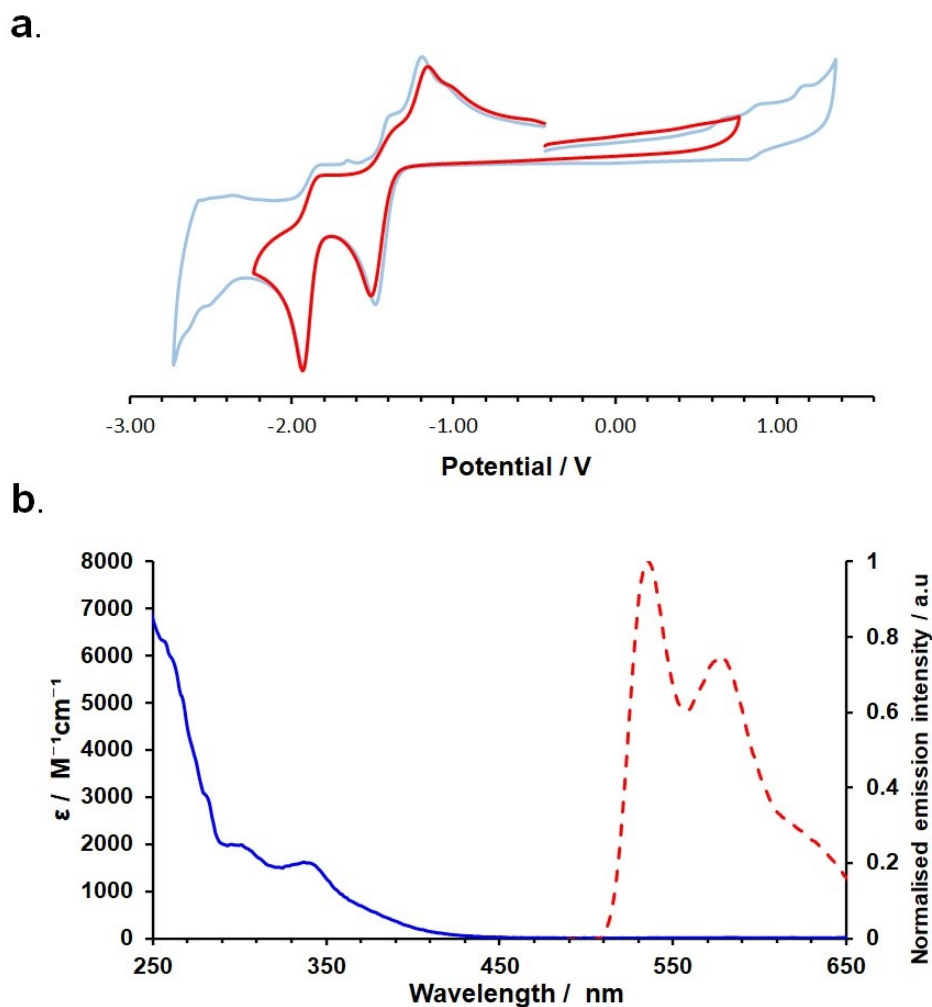 a.
-3.00 -2.00 -1.00 0.00 1.00
Potential / V
b.
8000 1
7000
0.8
6000
5000
0.6
4000
3000
0.4
2000
0.2
1000
0 0
ε / M⁻¹cm⁻¹
Normalised emission intensity / a.u
250 350 450 550 650
Wavelength / nm